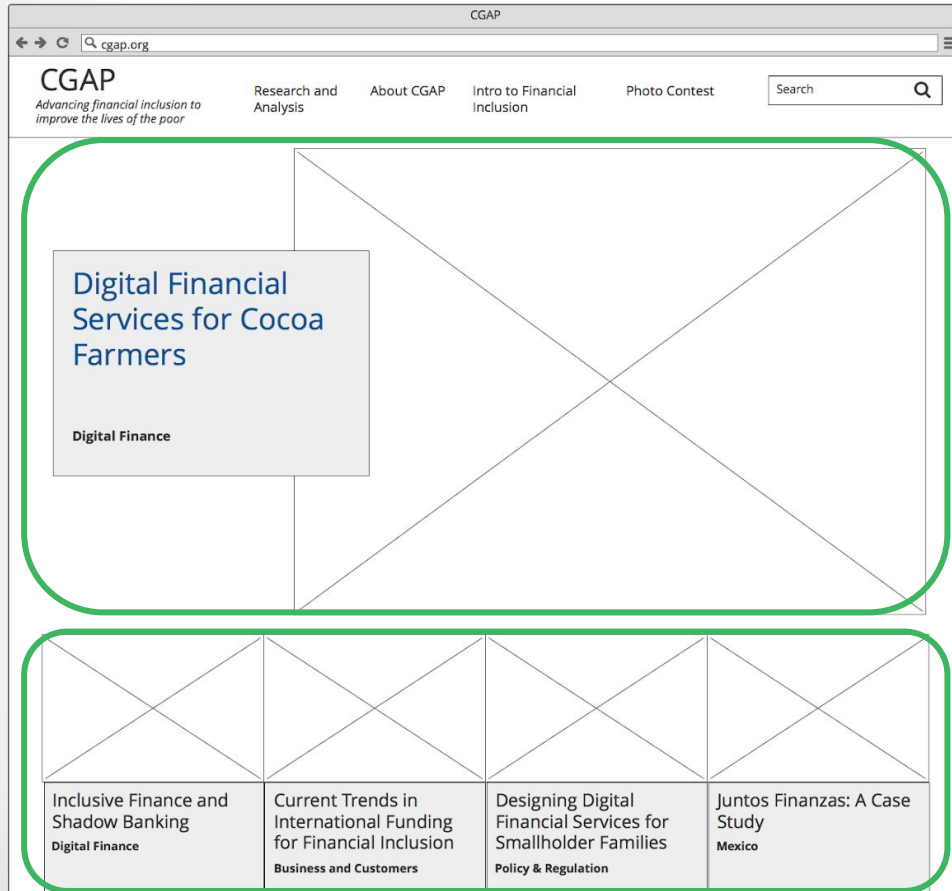 CGAP
cgap.org
CGAP
Advancing financial inclusion to
improve the lives of the poor
Research and
Analysis
About CGAP
Intro to Financial
Inclusion
Photo Contest
Search
Digital Financial
Services for Cocoa
Farmers
Digital Finance
Inclusive Finance and
Shadow Banking
Digital Finance
Current Trends in
International Funding
for Financial Inclusion
Business and Customers
Designing Digital
Financial Services for
Smallholder Families
Policy & Regulation
Juntos Finanzas: A Case
Study
Mexico